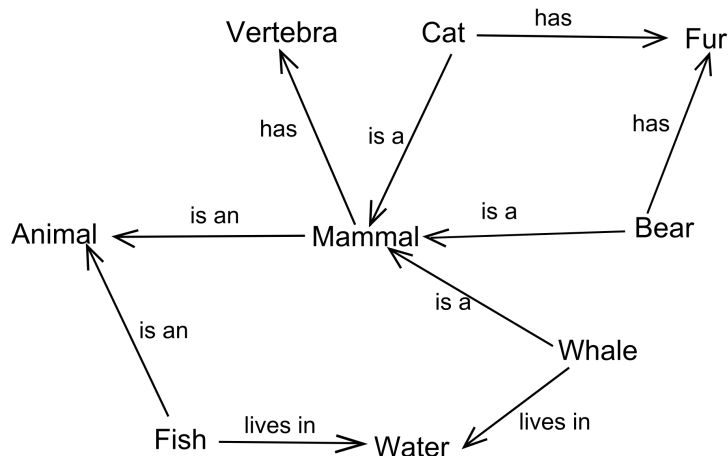 Vertebra
Cat
has
Fur
has
is a
has
Animal
is an
Mammal
is a
Bear
is a
is an
Whale
Fish
lives in
Water
lives in